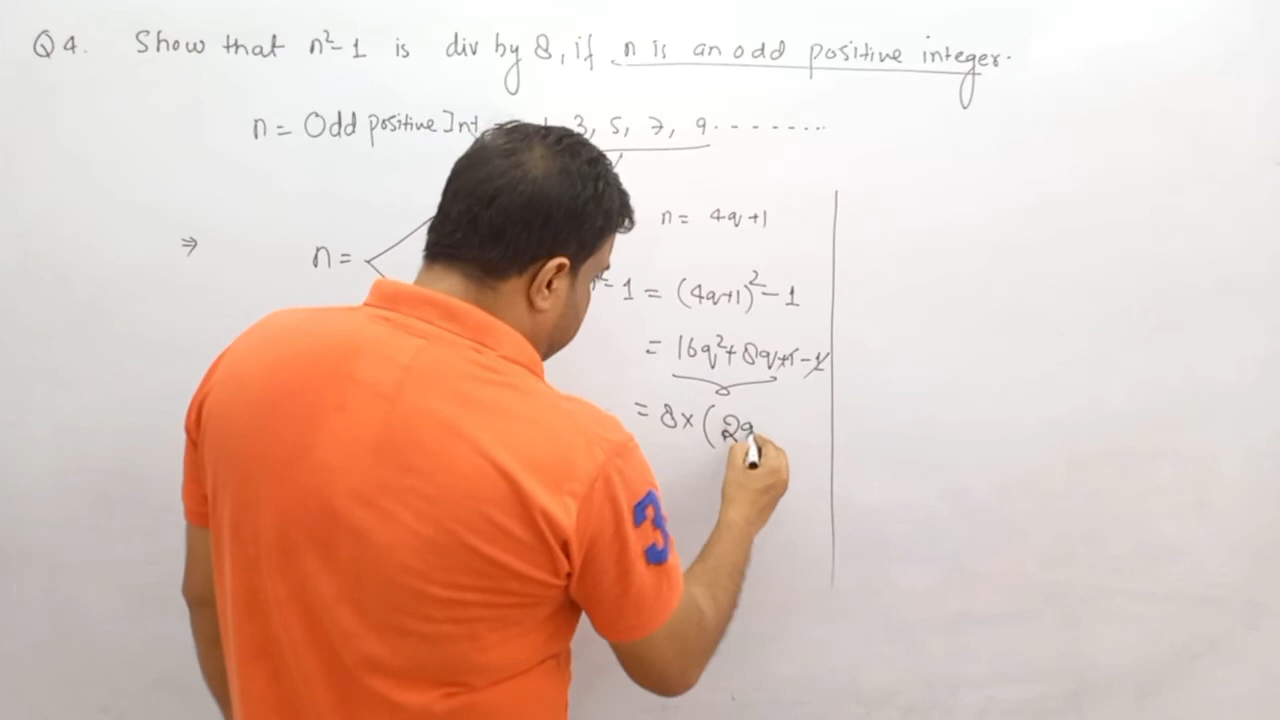 Q4. Show that n²-1 is div by 8, if n is an odd positive integer.
n = Odd positive Int 3, 5, 7, 9.-------
n = 4q+1
⇒ n =
1 = (4q+1)²-1
= 16q²+8q+1-1
= 8×(2q
3